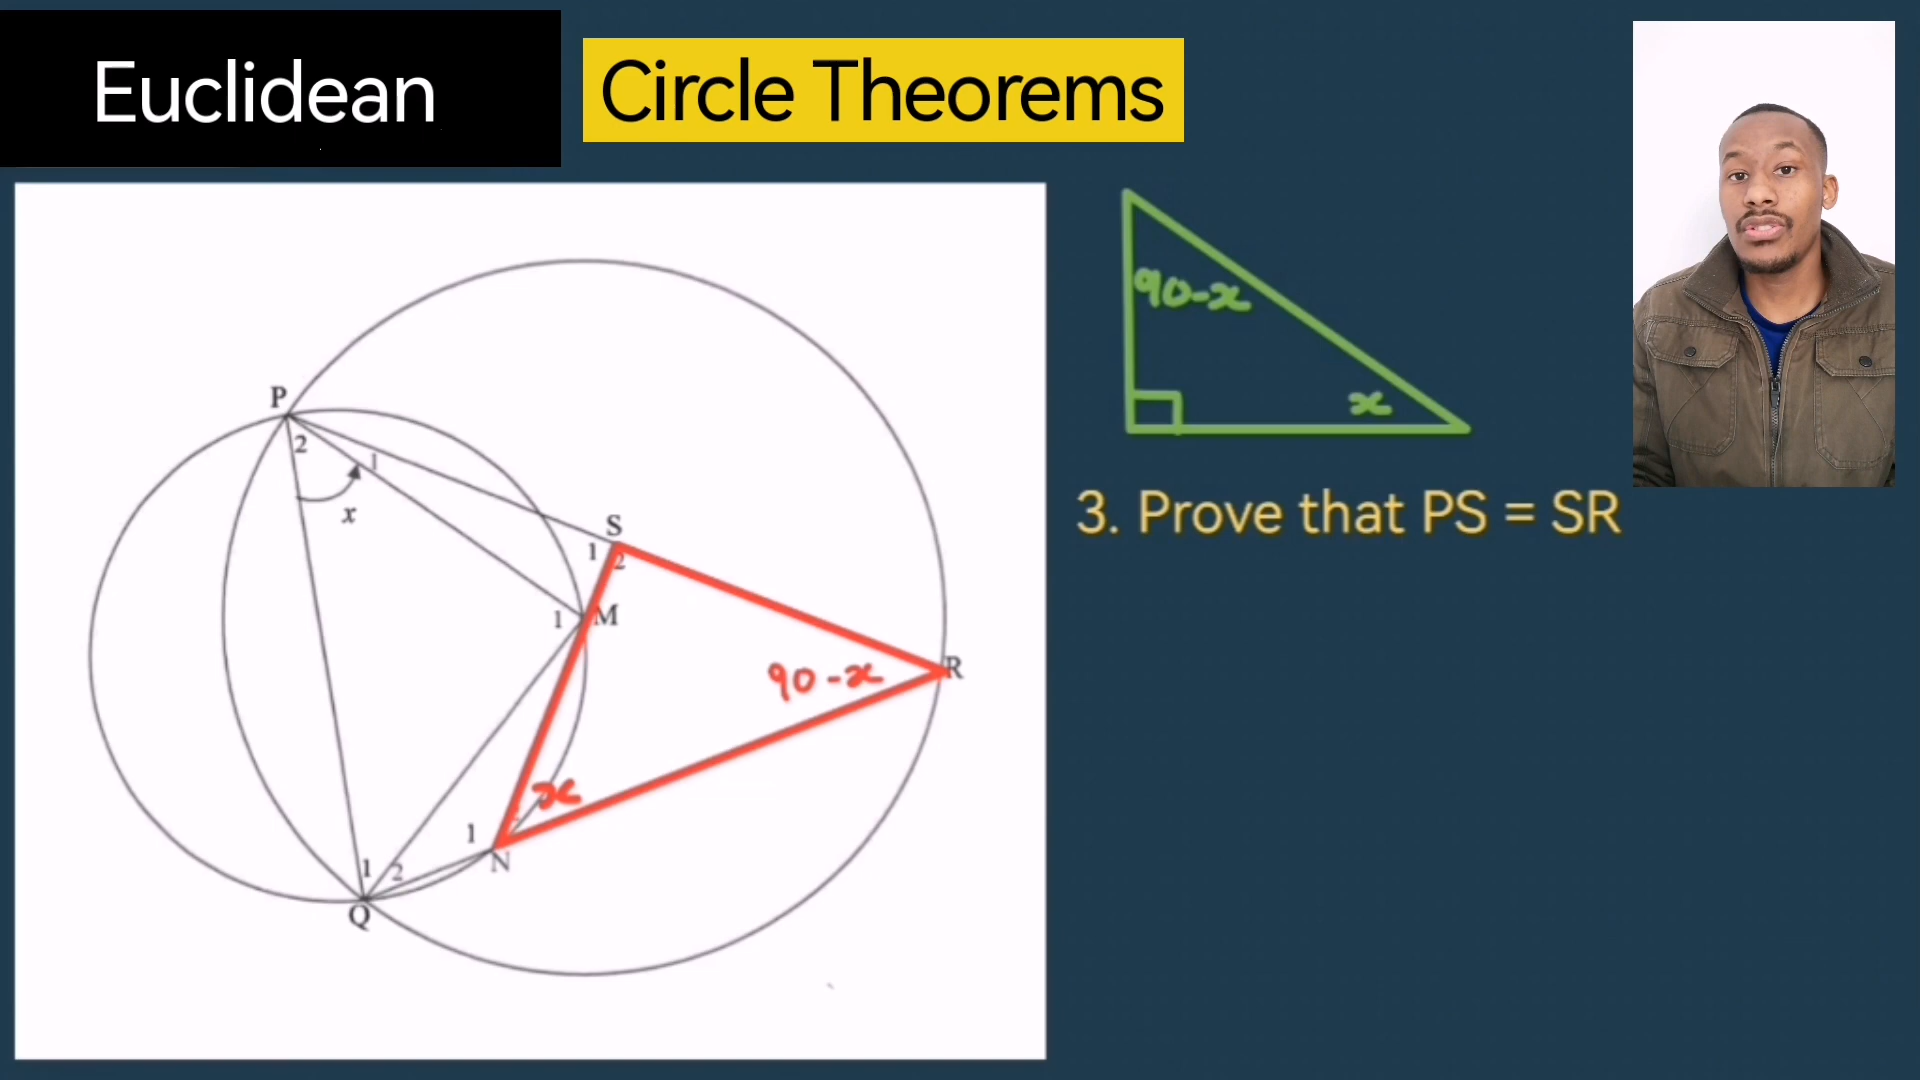 Euclidean
Circle Theorems
90-x
x
3. Prove that PS = SR
P
2
1
x
S
1
2
1
M
90-x
R
x
1
N
1
2
Q